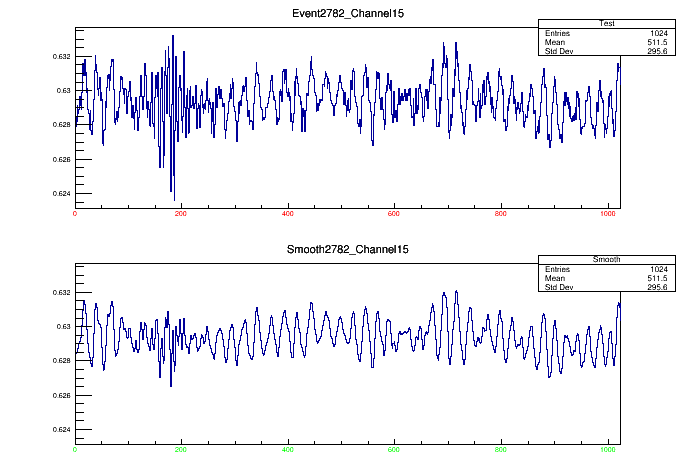 Event2782_Channel15
Test
Entries 1024
Mean 511.5
Std Dev 295.6
0.632
0.63
0.628
0.626
0.624
0 200 400 600 800 1000
Smooth2782_Channel15
Smooth
Entries 1024
Mean 511.5
Std Dev 295.6
0.632
0.63
0.628
0.626
0.624
0 200 400 600 800 1000